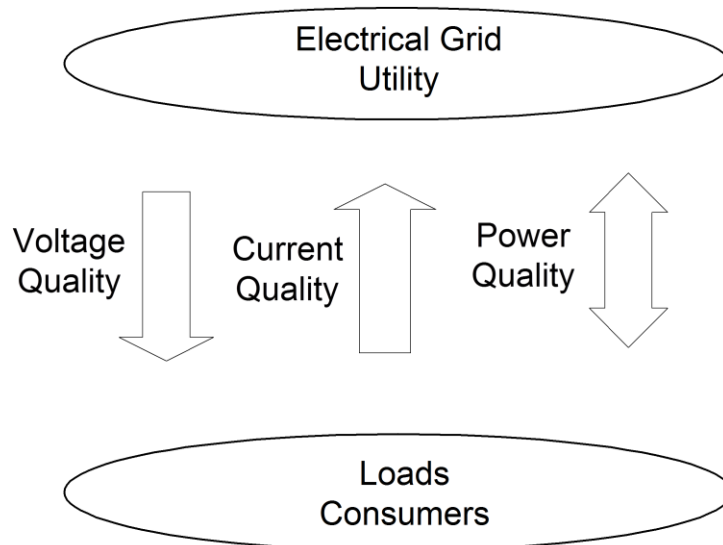 Electrical Grid
Utility
Voltage
Quality
Current
Quality
Power
Quality
Loads
Consumers